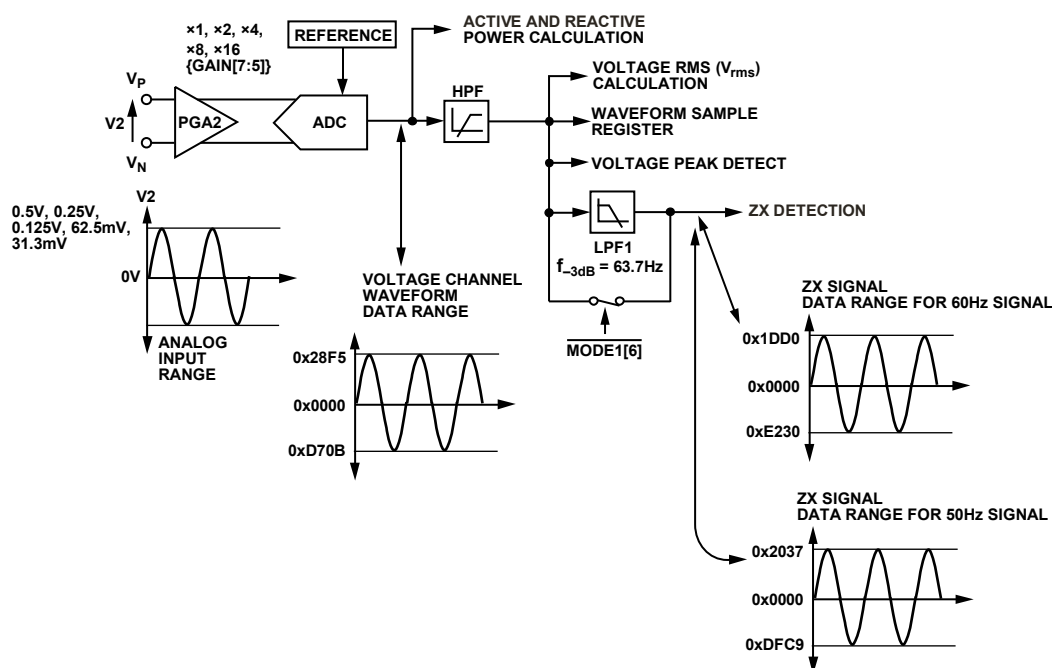 ×1, ×2, ×4,
×8, ×16
{GAIN[7:5]}
REFERENCE
ACTIVE AND REACTIVE
POWER CALCULATION
VP
V2
VN
PGA2
ADC
HPF
VOLTAGE RMS (Vrms)
CALCULATION
WAVEFORM SAMPLE
REGISTER
VOLTAGE PEAK DETECT
ZX DETECTION
LPF1
f–3dB = 63.7Hz
MODE1[6]
V2
0.5V, 0.25V,
0.125V, 62.5mV,
31.3mV
0V
ANALOG
INPUT
RANGE
VOLTAGE CHANNEL
WAVEFORM
DATA RANGE
0x28F5
0x0000
0xD70B
ZX SIGNAL
DATA RANGE FOR 60Hz SIGNAL
0x1DD0
0x0000
0xE230
ZX SIGNAL
DATA RANGE FOR 50Hz SIGNAL
0x2037
0x0000
0xDFC9